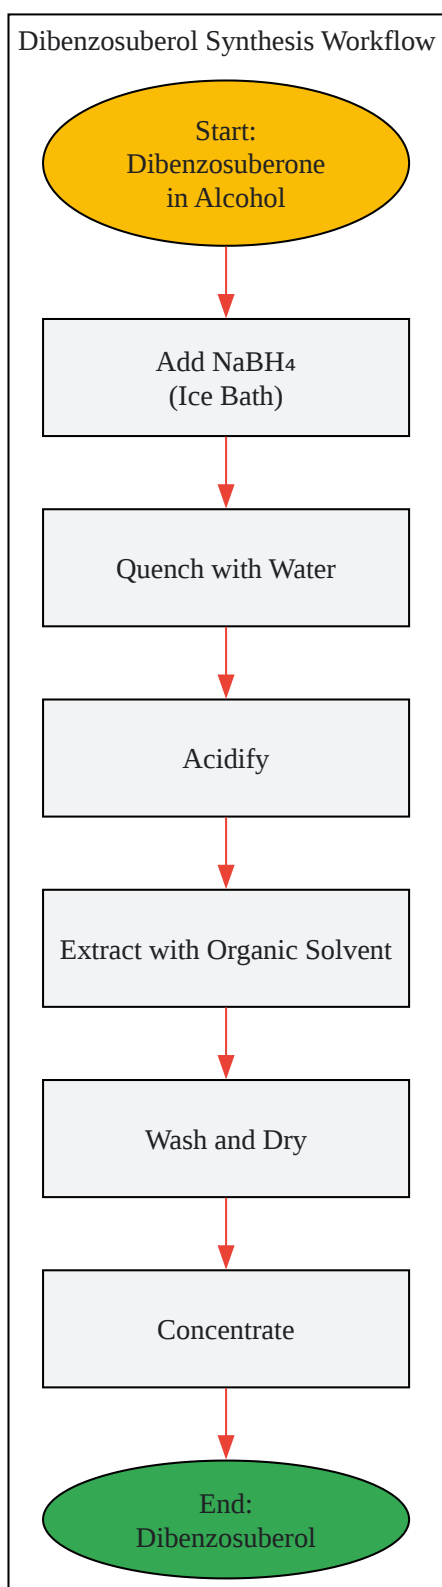 Dibenzosuberol Synthesis Workflow
Start:
Dibenzosuberone
in Alcohol
Add NaBH₄
(Ice Bath)
Quench with Water
Acidify
Extract with Organic Solvent
Wash and Dry
Concentrate
End:
Dibenzosuberol